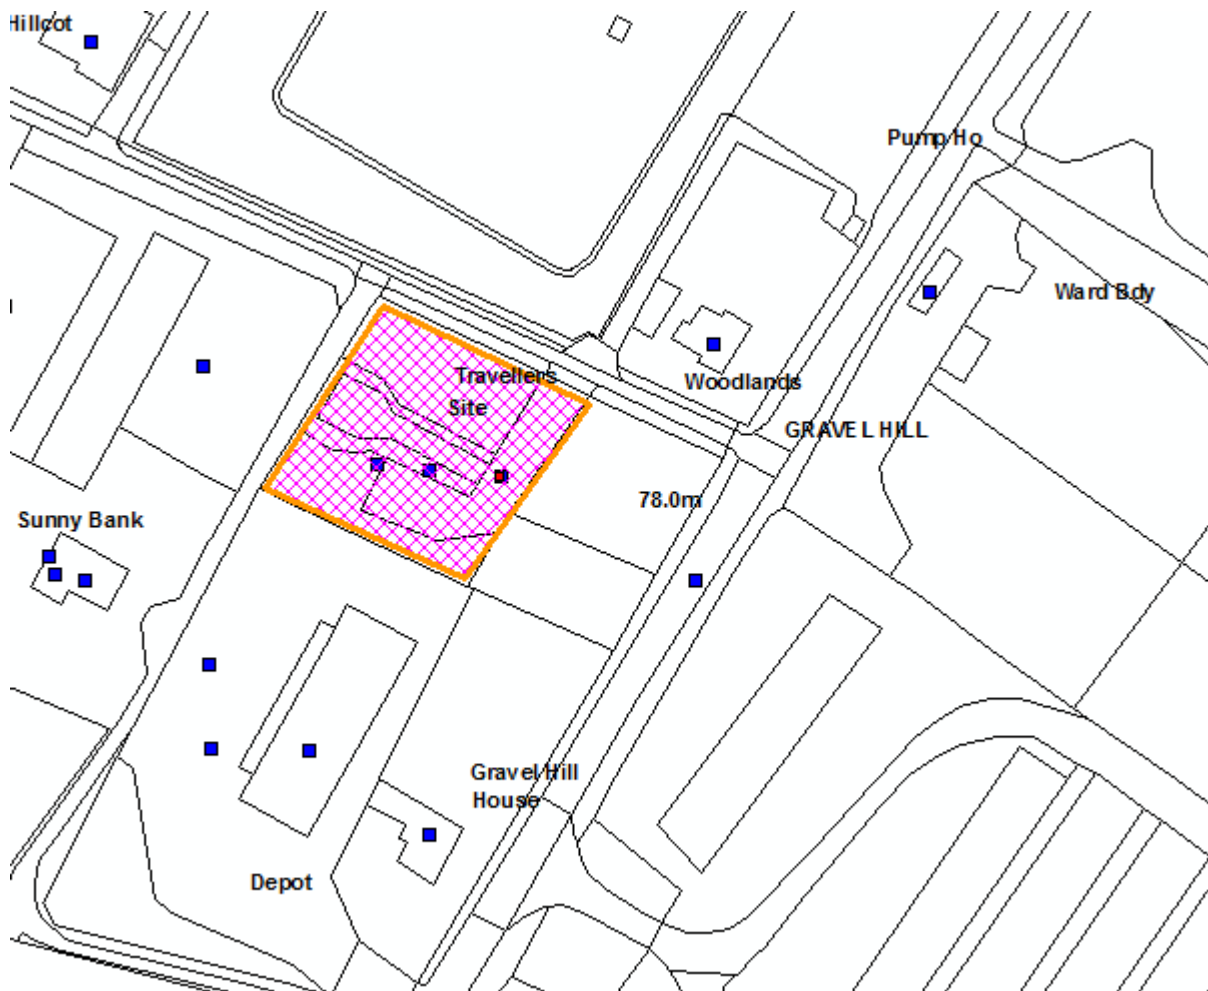 Hillcot
Pump Ho
Ward Bdy
Travellers
Site
Woodlands
GRAVEL HILL
78.0m
Sunny Bank
Gravel Hill
House
Depot